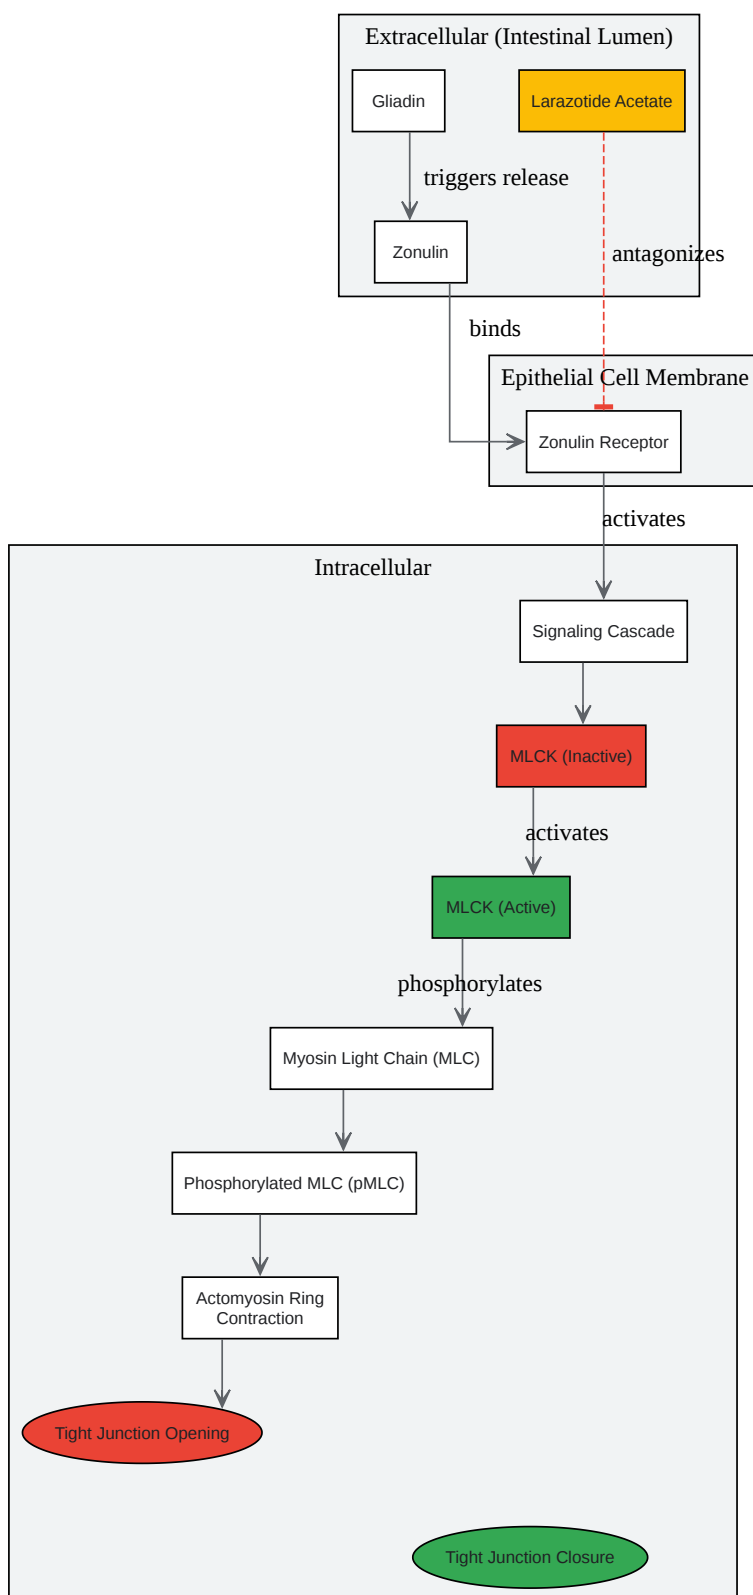 Extracellular (Intestinal Lumen)
Gliadin
Larazotide Acetate
triggers release
Zonulin
antagonizes
binds
Epithelial Cell Membrane
Zonulin Receptor
activates
Intracellular
Signaling Cascade
MLCK (Inactive)
activates
MLCK (Active)
phosphorylates
Myosin Light Chain (MLC)
Phosphorylated MLC (pMLC)
Actomyosin Ring
Contraction
Tight Junction Opening
Tight Junction Closure